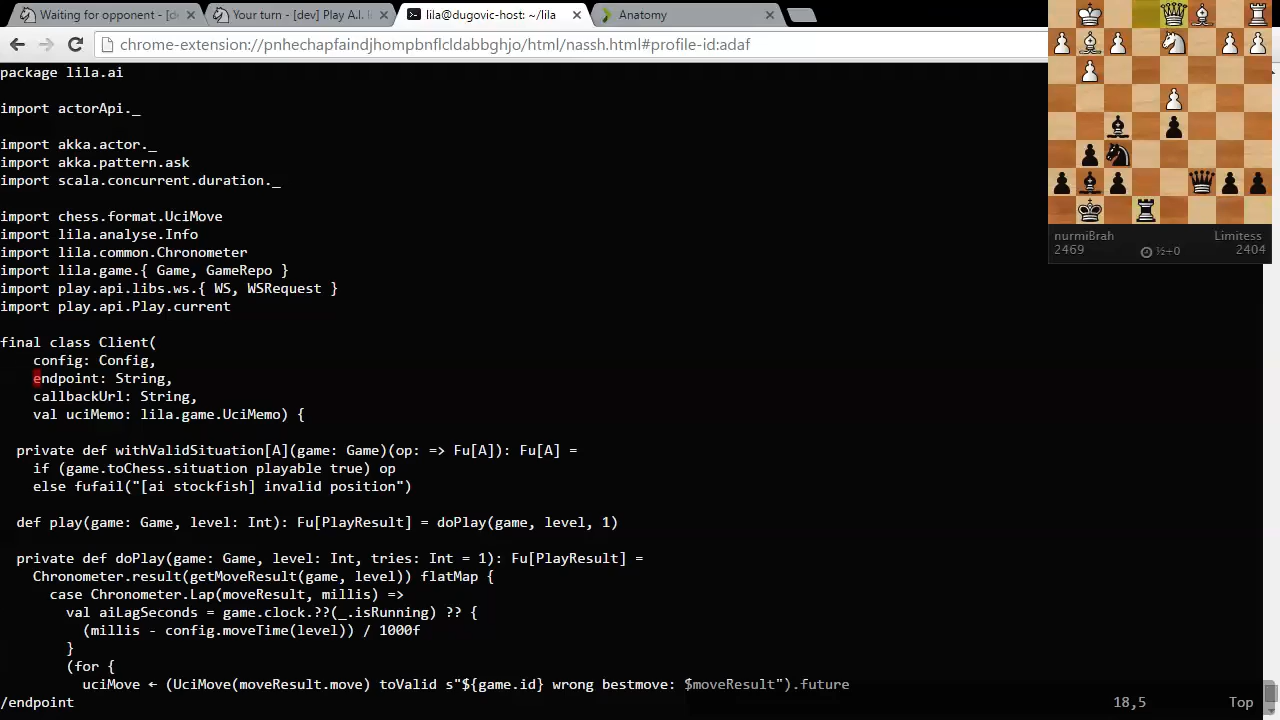 Waiting for opponent - [de
Your turn - [dev] Play A.I. l
lila@dugovic-host: ~/lila
Anatomy
chrome-extension://pnhechapfaindjhompbnflcldabbghjo/html/nassh.html#profile-id:adaf
package lila.ai
import actorApi._
import akka.actor._
import akka.pattern.ask
import scala.concurrent.duration._
import chess.format.UciMove
import lila.analyse.Info
import lila.common.Chronometer
import lila.game.{ Game, GameRepo }
import play.api.libs.ws.{ WS, WSRequest }
import play.api.Play.current
final class Client(
config: Config,
endpoint: String,
callbackUrl: String,
val uciMemo: lila.game.UciMemo) {
private def withValidSituation[A](game: Game)(op: => Fu[A]): Fu[A] =
if (game.toChess.situation playable true) op
else fufail("[ai stockfish] invalid position")
def play(game: Game, level: Int): Fu[PlayResult] = doPlay(game, level, 1)
private def doPlay(game: Game, level: Int, tries: Int = 1): Fu[PlayResult] =
Chronometer.result(getMoveResult(game, level)) flatMap {
case Chronometer.Lap(moveResult, millis) =>
val aiLagSeconds = game.clock.??(_.isRunning) ?? {
(millis - config.moveTime(level)) / 1000f
}
(for {
uciMove ← (UciMove(moveResult.move) toValid s"${game.id} wrong bestmove: $moveResult").future
/endpoint
18,5
Top
nurmiBrah
Limitess
2469
½+0
2404